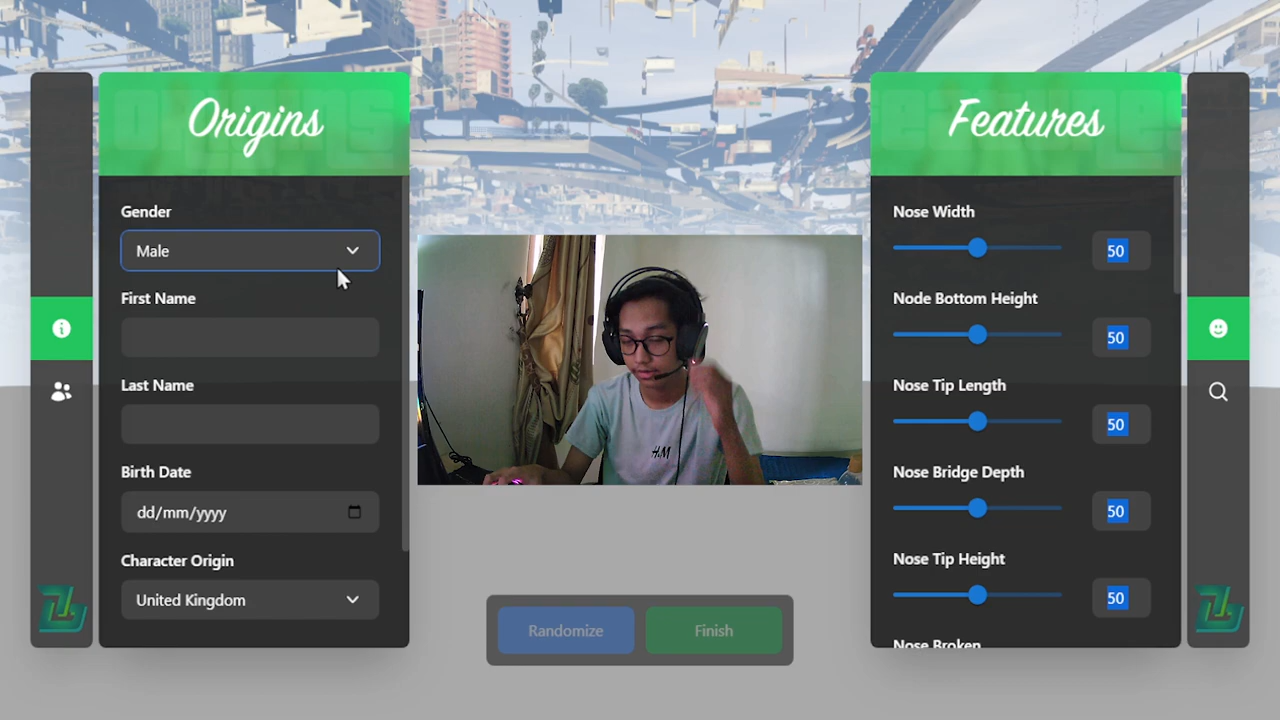 Origins
Gender
Male
First Name
Last Name
Birth Date
dd/mm/yyyy
Character Origin
United Kingdom
H&M
Randomize
Finish
Features
Nose Width
50
Node Bottom Height
50
Nose Tip Length
50
Nose Bridge Depth
50
Nose Tip Height
50
Nose Broken